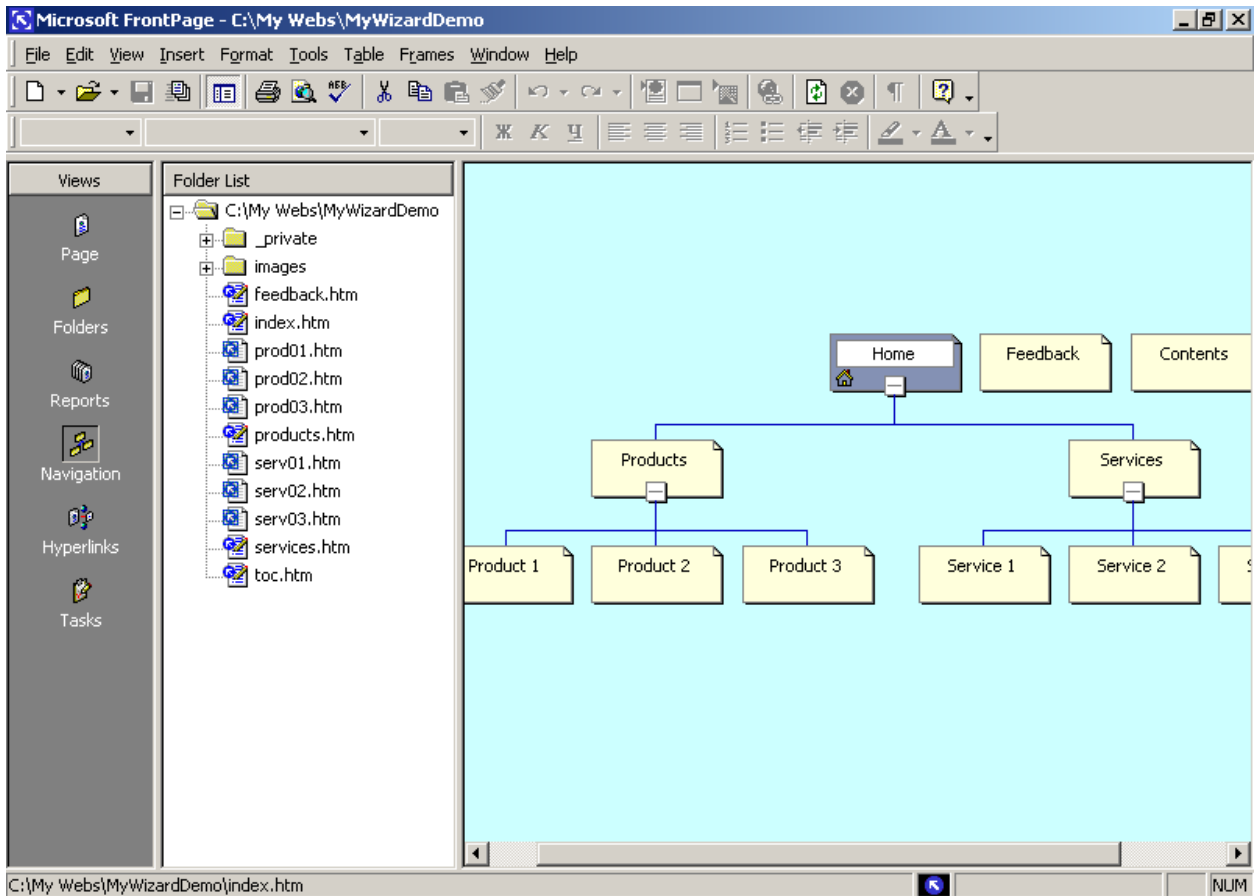 Microsoft FrontPage - C:\My Webs\MyWizardDemo
File Edit View Insert Format Tools Table Frames Window Help
Ж К Ч
Views
Page
Folders
Reports
Navigation
Hyperlinks
Tasks
Folder List
C:\My Webs\MyWizardDemo
_private
images
feedback.htm
index.htm
prod01.htm
prod02.htm
prod03.htm
products.htm
serv01.htm
serv02.htm
serv03.htm
services.htm
toc.htm
Home Feedback Contents
Products Services
Product 1 Product 2 Product 3 Service 1 Service 2
C:\My Webs\MyWizardDemo\index.htm NUM